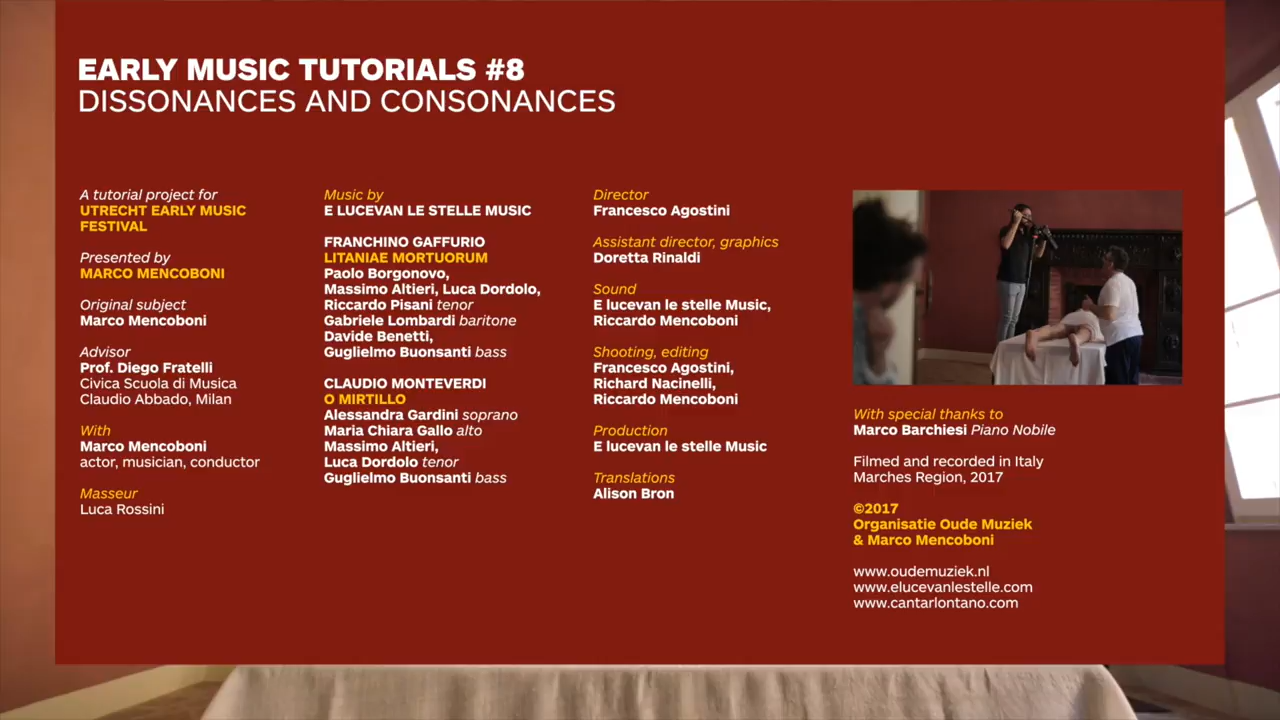 EARLY MUSIC TUTORIALS #8
DISSONANCES AND CONSONANCES
A tutorial project for
UTRECHT EARLY MUSIC
FESTIVAL
Presented by
MARCO MENCOBONI
Original subject
Marco Mencoboni
Advisor
Prof. Diego Fratelli
Civica Scuola di Musica
Claudio Abbado, Milan
With
Marco Mencoboni
actor, musician, conductor
Masseur
Luca Rossini
Music by
E LUCEVAN LE STELLE MUSIC
FRANCHINO GAFFURIO
LITANIAE MORTUORUM
Paolo Borgonovo,
Massimo Altieri, Luca Dordolo,
Riccardo Pisani tenor
Gabriele Lombardi baritone
Davide Benetti,
Guglielmo Buonsanti bass
CLAUDIO MONTEVERDI
O MIRTILLO
Alessandra Gardini soprano
Maria Chiara Gallo alto
Massimo Altieri,
Luca Dordolo tenor
Guglielmo Buonsanti bass
Director
Francesco Agostini
Assistant director, graphics
Doretta Rinaldi
Sound
E lucevan le stelle Music,
Riccardo Mencoboni
Shooting, editing
Francesco Agostini,
Richard Nacinelli,
Riccardo Mencoboni
Production
E lucevan le stelle Music
Translations
Alison Bron
With special thanks to
Marco Barchiesi Piano Nobile
Filmed and recorded in Italy
Marches Region, 2017
©2017
Organisatie Oude Muziek
& Marco Mencoboni
www.oudemuziek.nl
www.elucevanlestelle.com
www.cantarlontano.com